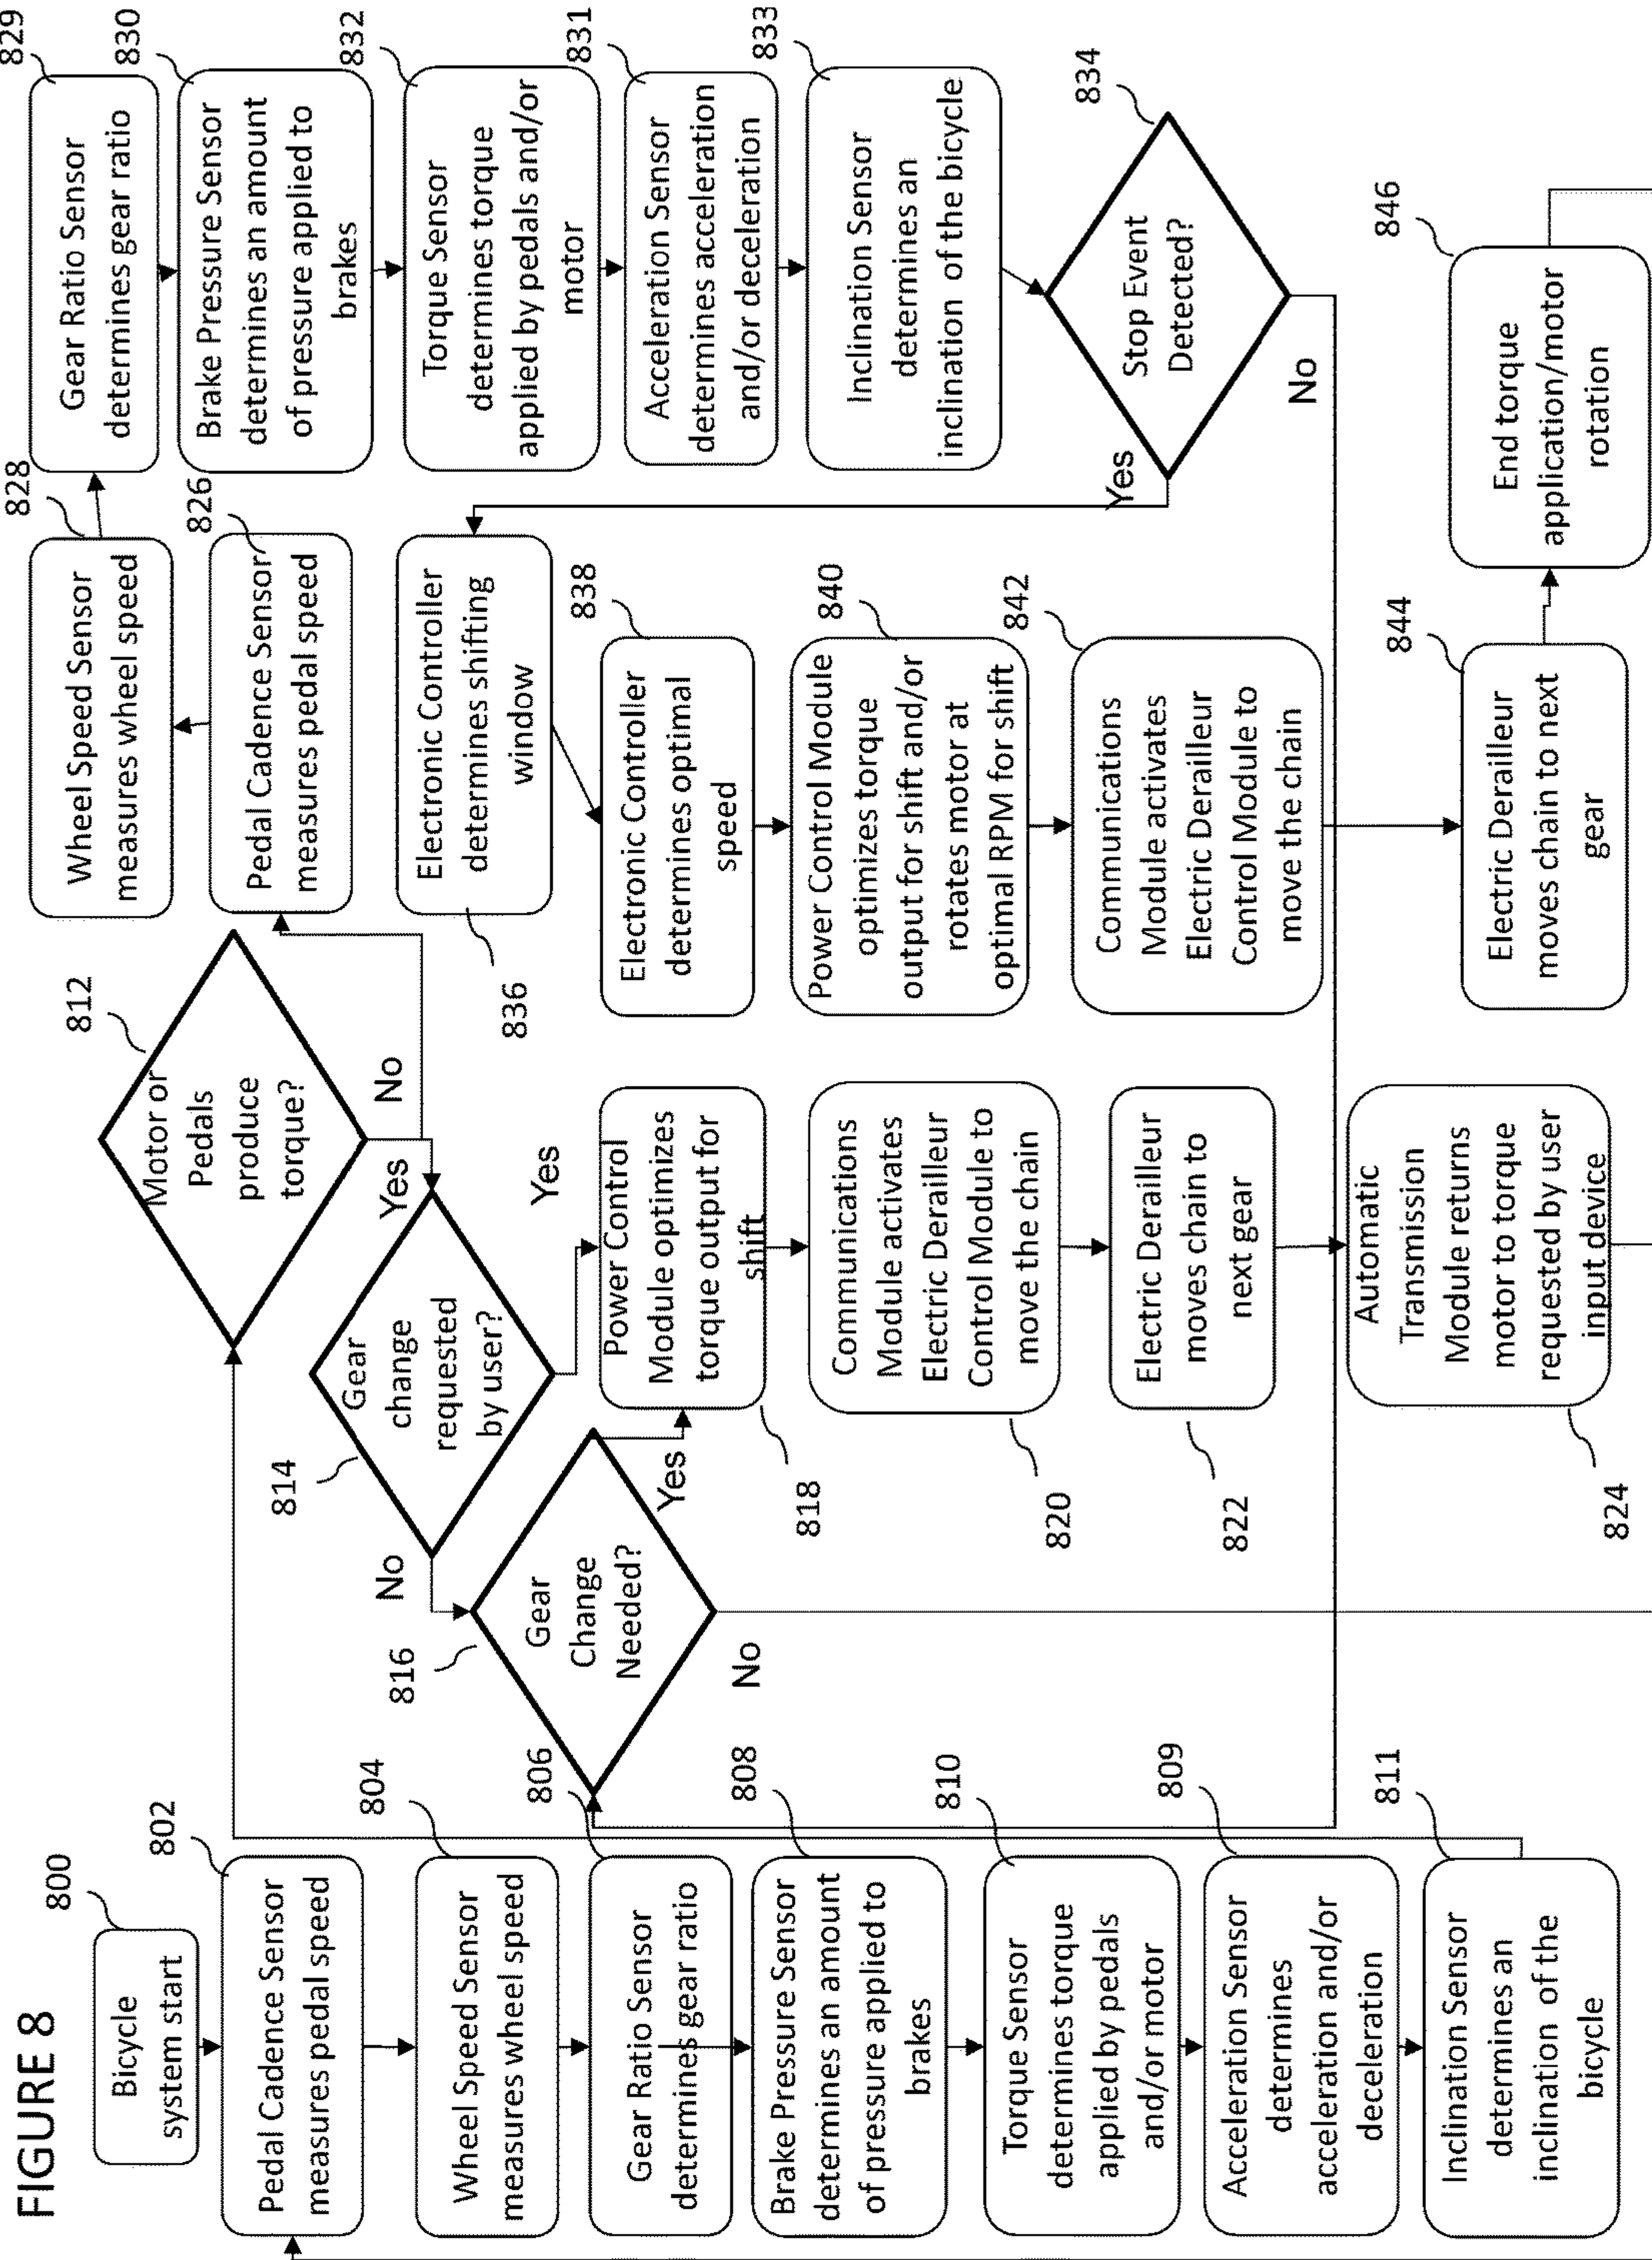 FIGURE 8
800
Bicycle
system start
802
Pedal Cadence Sensor
measures pedal speed
804
Wheel Speed Sensor
measures wheel speed
806
Gear Ratio Sensor
determines gear ratio
808
Brake Pressure Sensor
determines an amount
of pressure applied to
brakes
810
Torque Sensor
determines torque
applied by pedals
and/or motor
809
Acceleration Sensor
determines
acceleration and/or
deceleration
811
Inclination Sensor
determines an
inclination of the
bicycle
812
Motor or
Pedals
produce
torque?
No
Yes
814
Gear
change
requested
by user?
Yes
No
816
Gear
Change
Needed?
Yes
No
818
Power Control
Module optimizes
torque output for
shift
820
Communications
Module activates
Electric Derailleur
Control Module to
move the chain
822
Electric Derailleur
moves chain to
next gear
824
Automatic
Transmission
Module returns
motor to torque
requested by user
input device
826
Pedal Cadence Sensor
measures pedal speed
828
Wheel Speed Sensor
measures wheel speed
829
Gear Ratio Sensor
determines gear ratio
830
Brake Pressure Sensor
determines an amount
of pressure applied to
brakes
832
Torque Sensor
determines torque
applied by pedals and/or
motor
831
Acceleration Sensor
determines acceleration
and/or deceleration
833
Inclination Sensor
determines an
inclination of the bicycle
834
Stop Event
Detected?
Yes
No
836
Electronic Controller
determines shifting
window
838
Electronic Controller
determines optimal
speed
840
Power Control Module
optimizes torque
output for shift and/or
rotates motor at
optimal RPM for shift
842
Communications
Module activates
Electric Derailleur
Control Module to
move the chain
844
Electric Derailleur
moves chain to next
gear
846
End torque
application/motor
rotation